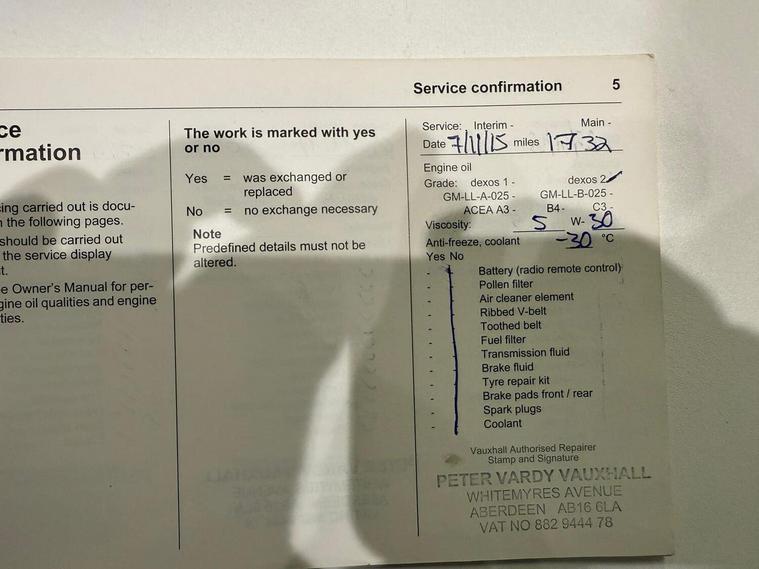 Service confirmation 5
ce
rmation
ing carried out is docu-
n the following pages.
should be carried out
the service display
t.
e Owner's Manual for per-
gine oil qualities and engine
ties.
The work is marked with yes
or no
Yes = was exchanged or
replaced
No = no exchange necessary
Note
Predefined details must not be
altered.
Service: Interim - Main -
Date 7/11/15 miles
Engine oil
Grade: dexos 1 - dexos 2 ✓
GM-LL-A-025 - GM-LL-B-025 -
ACEA A3 - B4 - C3 -
Viscosity: 5 W- 30
Anti-freeze, coolant -30 °C
Yes No
- Battery (radio remote control)
- Pollen filter
- Air cleaner element
- Ribbed V-belt
- Toothed belt
- Fuel filter
- Transmission fluid
- Brake fluid
- Tyre repair kit
- Brake pads front / rear
- Spark plugs
- Coolant
Vauxhall Authorised Repairer
Stamp and Signature
PETER VARDY VAUXHALL
WHITEMYRES AVENUE
ABERDEEN AB16 6LA
VAT NO 882 9444 78